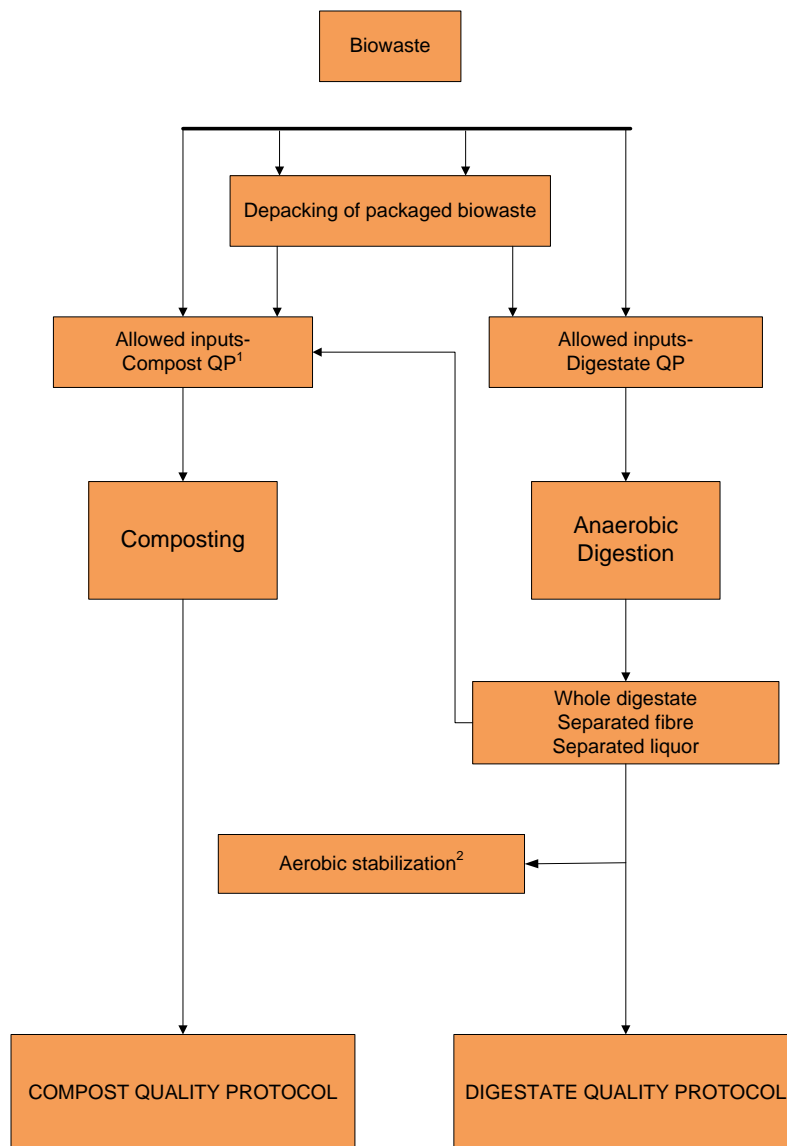 Biowaste
Depacking of packaged biowaste
Allowed inputs-
Compost QP¹
Allowed inputs-
Digestate QP
Composting
Anaerobic
Digestion
Whole digestate
Separated fibre
Separated liquor
Aerobic stabilization²
COMPOST QUALITY PROTOCOL
DIGESTATE QUALITY PROTOCOL